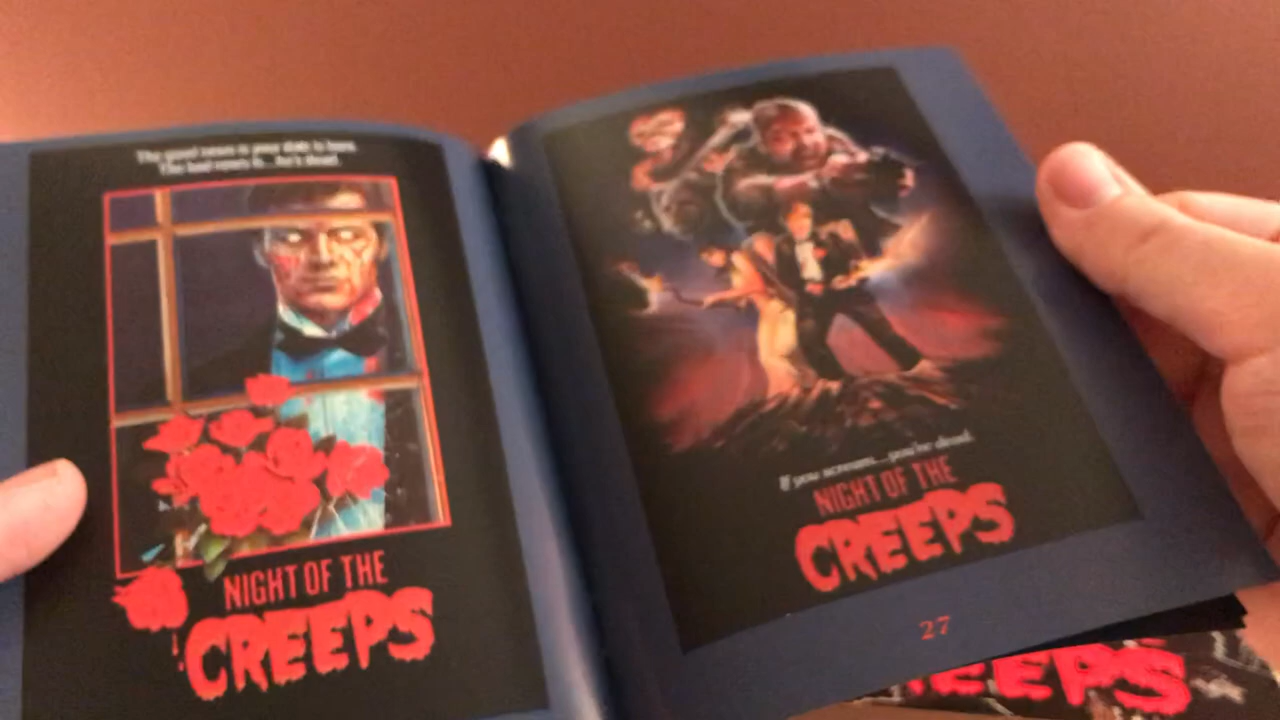 The good news is your date is here.
The bad news is...he's dead.
NIGHT OF THE
CREEPS
If you scream...you're dead.
NIGHT OF THE
CREEPS
27
CREEPS